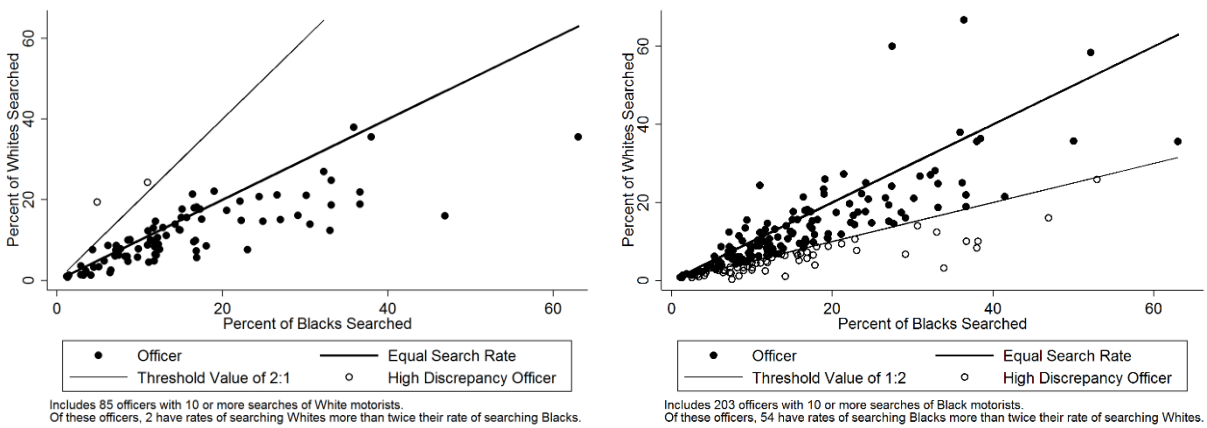 Percent of Whites Searched
60
40
20
0
0 20 40 60
Percent of Blacks Searched
Officer Equal Search Rate
Threshold Value of 2:1 High Discrepancy Officer
Includes 85 officers with 10 or more searches of White motorists.
Of these officers, 2 have rates of searching Whites more than twice their rate of searching Blacks.
Percent of Whites Searched
60
40
20
0
0 20 40 60
Percent of Blacks Searched
Officer Equal Search Rate
Threshold Value of 1:2 High Discrepancy Officer
Includes 203 officers with 10 or more searches of Black motorists.
Of these officers, 54 have rates of searching Blacks more than twice their rate of searching Whites.